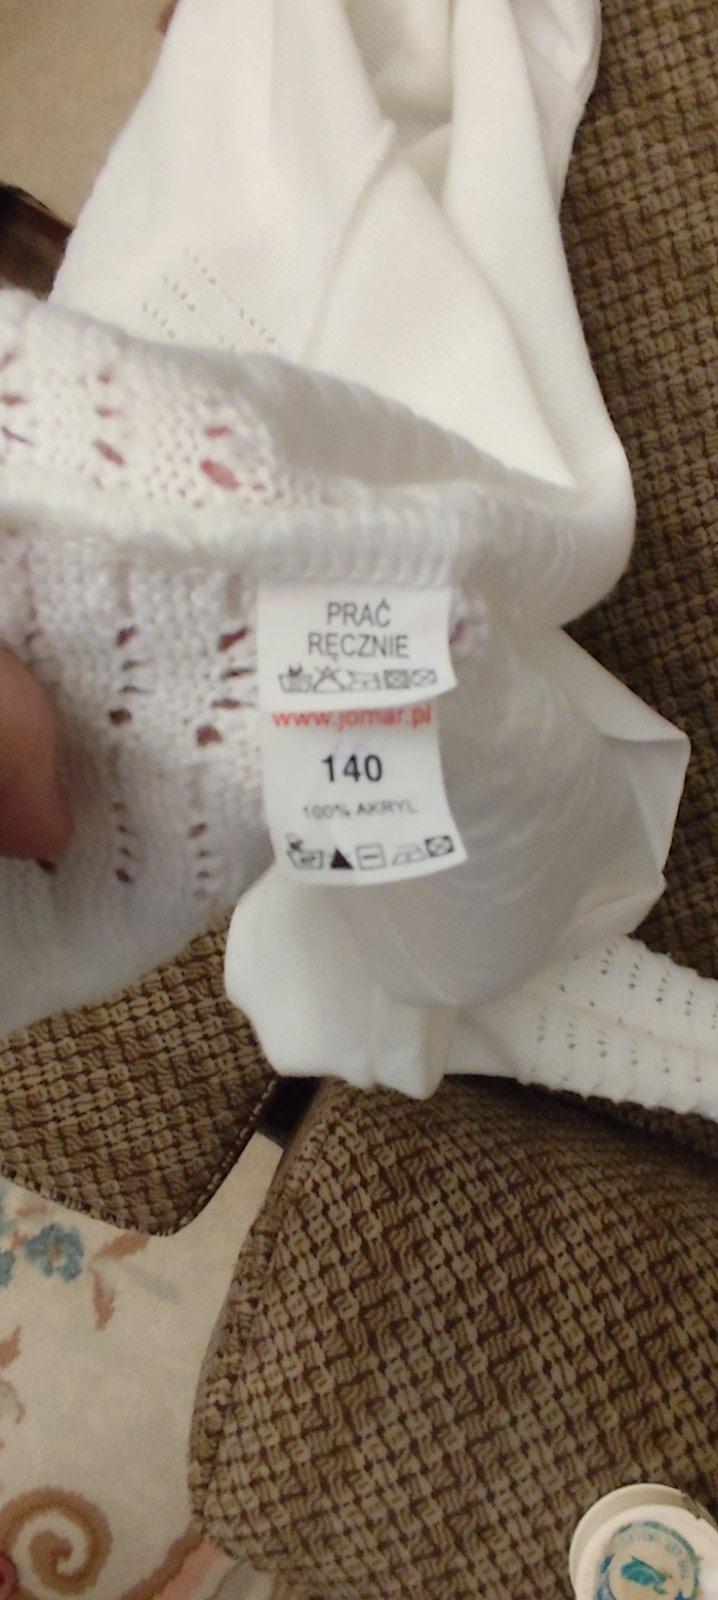 PRAĆ
RĘCZNIE
www.jomar.pl
140
100% AKRYL